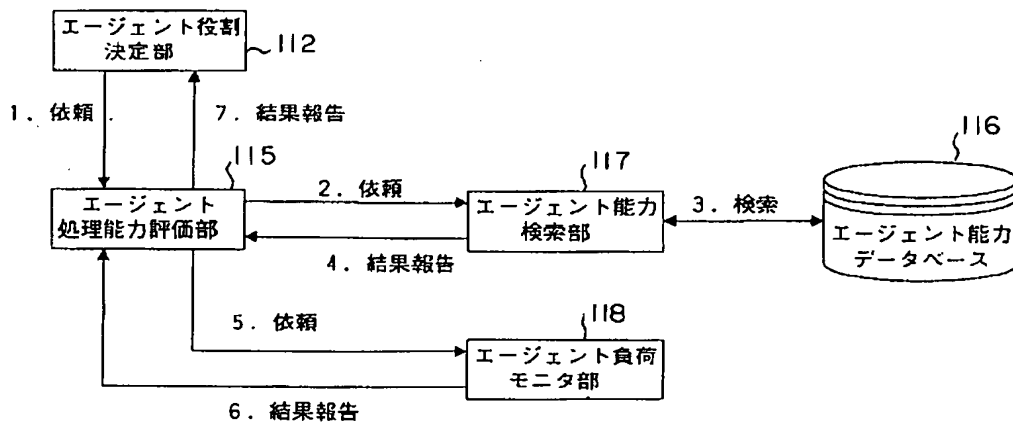 エージェント役割
決定部
112
1. 依頼
7. 結果報告
115
エージェント
処理能力評価部
2. 依頼
4. 結果報告
117
エージェント能力
検索部
3. 検索
116
エージェント能力
データベース
5. 依頼
6. 結果報告
118
エージェント負荷
モニタ部